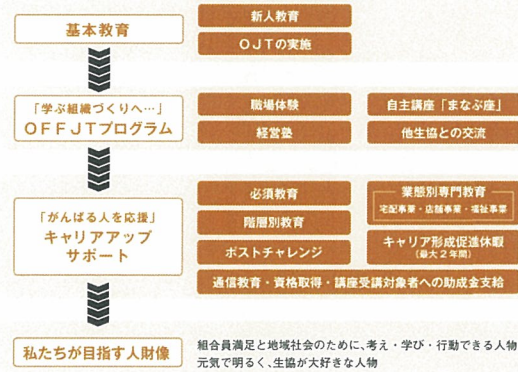 基本教育
新人教育
OJTの実施
「学ぶ組織づくりへ…」
OFFJTプログラム
職場体験
自主講座「まなぶ座」
経営塾
他生協との交流
「がんばる人を応援」
キャリアアップ
サポート
必須教育
業態別専門教育
宅配事業・店舗事業・福祉事業
階層別教育
ポストチャレンジ
キャリア形成促進休暇
(最大2年間)
通信教育・資格取得・講座受講対象者への助成金支給
私たちが目指す人財像
組合員満足と地域社会のために、考え・学び・行動できる人物
元気で明るく、生協が大好きな人物